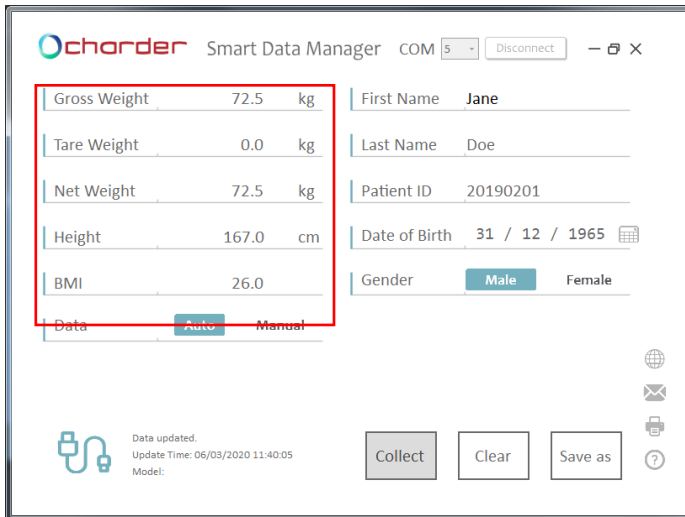 charder Smart Data Manager COM 5 Disconnect
Gross Weight 72.5 kg
Tare Weight 0.0 kg
Net Weight 72.5 kg
Height 167.0 cm
BMI 26.0
Data Auto Manual
First Name Jane
Last Name Doe
Patient ID 20190201
Date of Birth 31 / 12 / 1965
Gender Male Female
Data updated.
Update Time: 06/03/2020 11:40:05
Model:
Collect Clear Save as